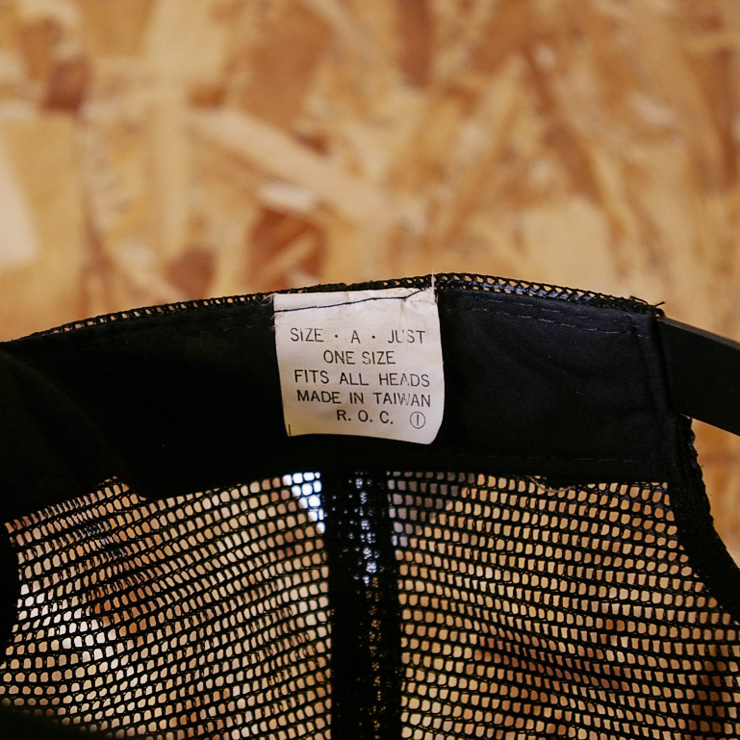 SIZE · A · JUST
ONE SIZE
FITS ALL HEADS
MADE IN TAIWAN
R. O. C. ①